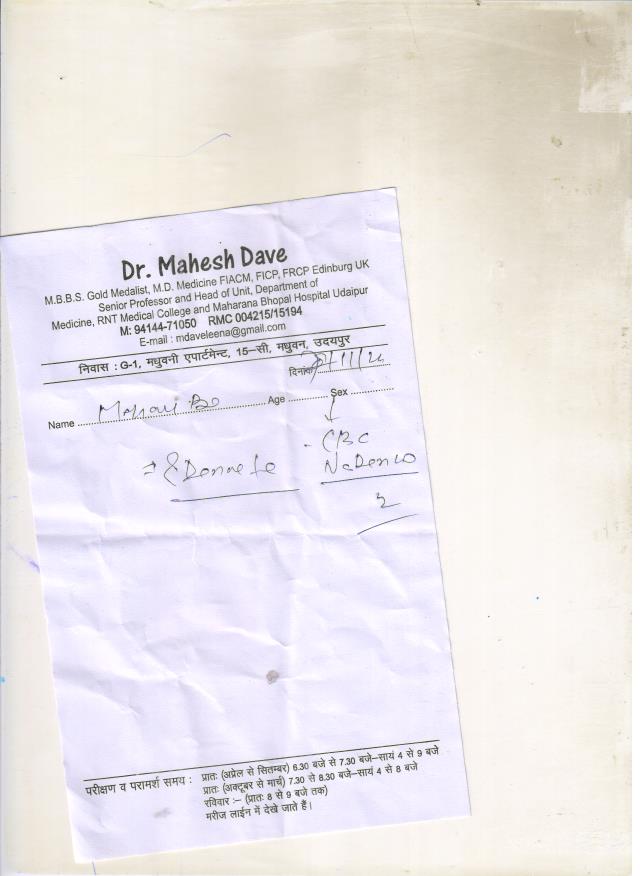 Dr. Mahesh Dave
M.B.B.S. Gold Medalist, M.D. Medicine FIACM, FICP, FRCP Edinburg UK
Senior Professor and Head of Unit, Department of
Medicine, RNT Medical College and Maharana Bhopal Hospital Udaipur
M: 94144-71050 RMC 004215/15194
E-mail : mdaveleena@gmail.com
निवास : G-1, मधुवनी एपार्टमेन्ट, 15-सी, मधुवन, उदयपुर
दिनांक
Name Age Sex
CBC
परीक्षण व परामर्श समय : प्रातः (अप्रेल से सितम्बर) 6.30 बजे से 7.30 बजे-सायं 4 से 9 बजे
प्रातः (अक्टूबर से मार्च) 7.30 से 8.30 बजे-सायं 4 से 8 बजे
रविवार :- (प्रातः 8 से 9 बजे तक)
मरीज लाईन में देखे जाते हैं।